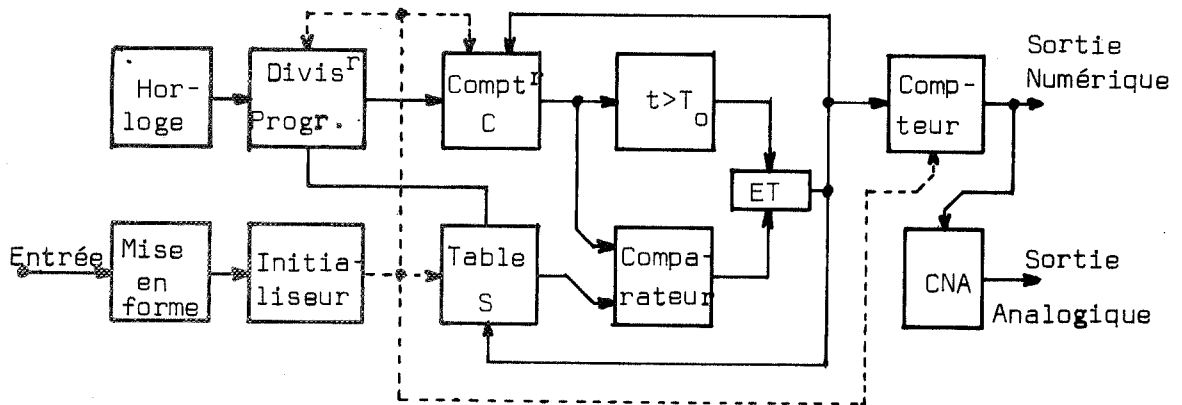 Hor-
loge
Divisr
Progr.
Comptr
C
t>To
Comp-
teur
Sortie
Numérique
ET
Entrée
Mise
en
forme
Initia-
liseur
Table
S
Compa-
rateur
CNA
Sortie
Analogique